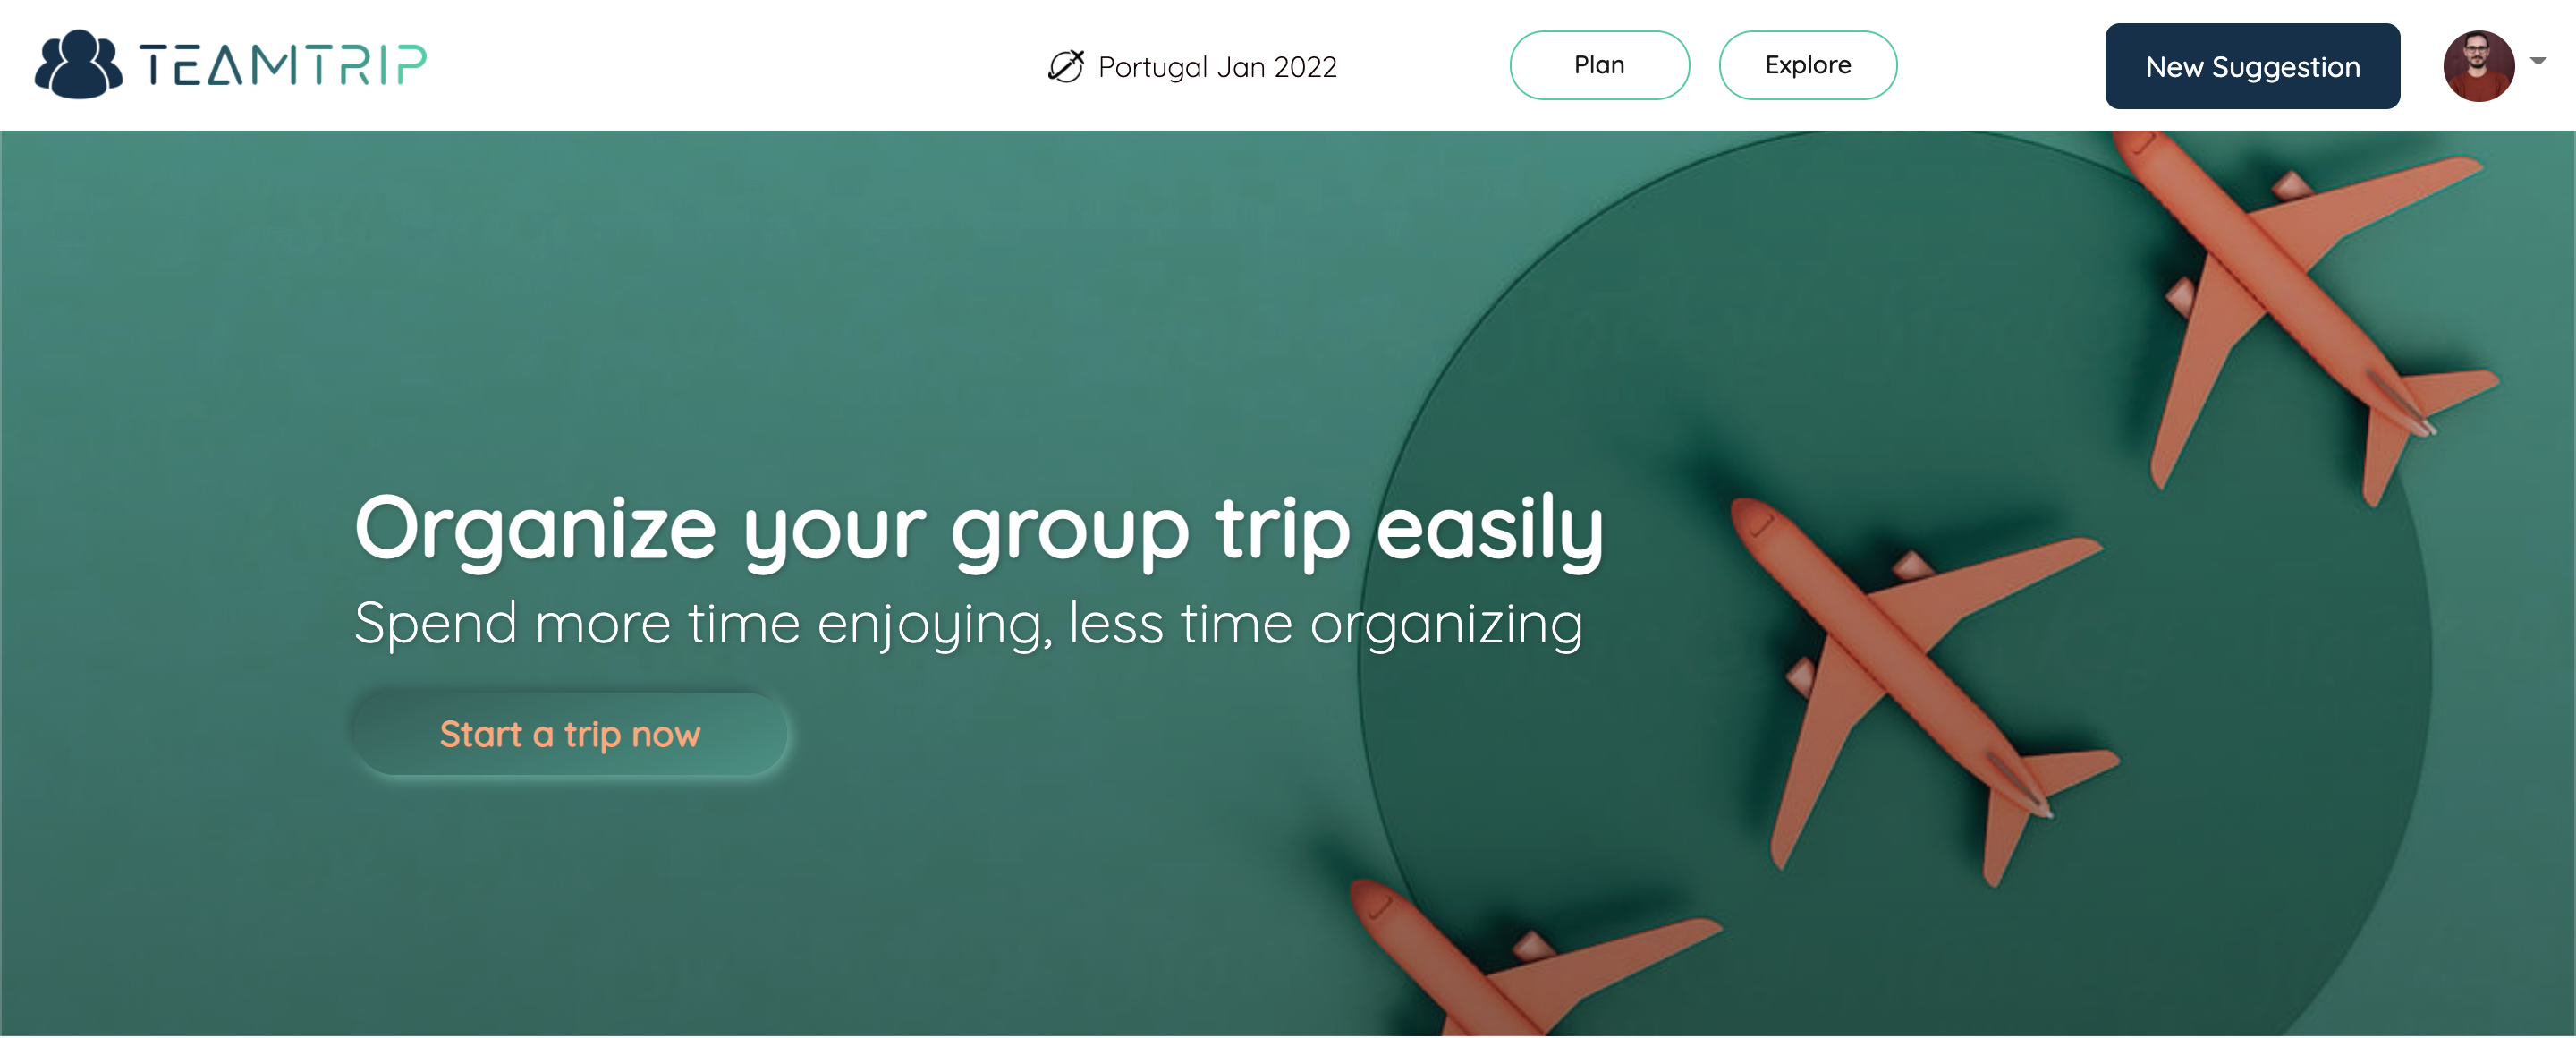 TEAMTRIP
Portugal Jan 2022
Plan
Explore
New Suggestion
Organize your group trip easily
Spend more time enjoying, less time organizing
Start a trip now